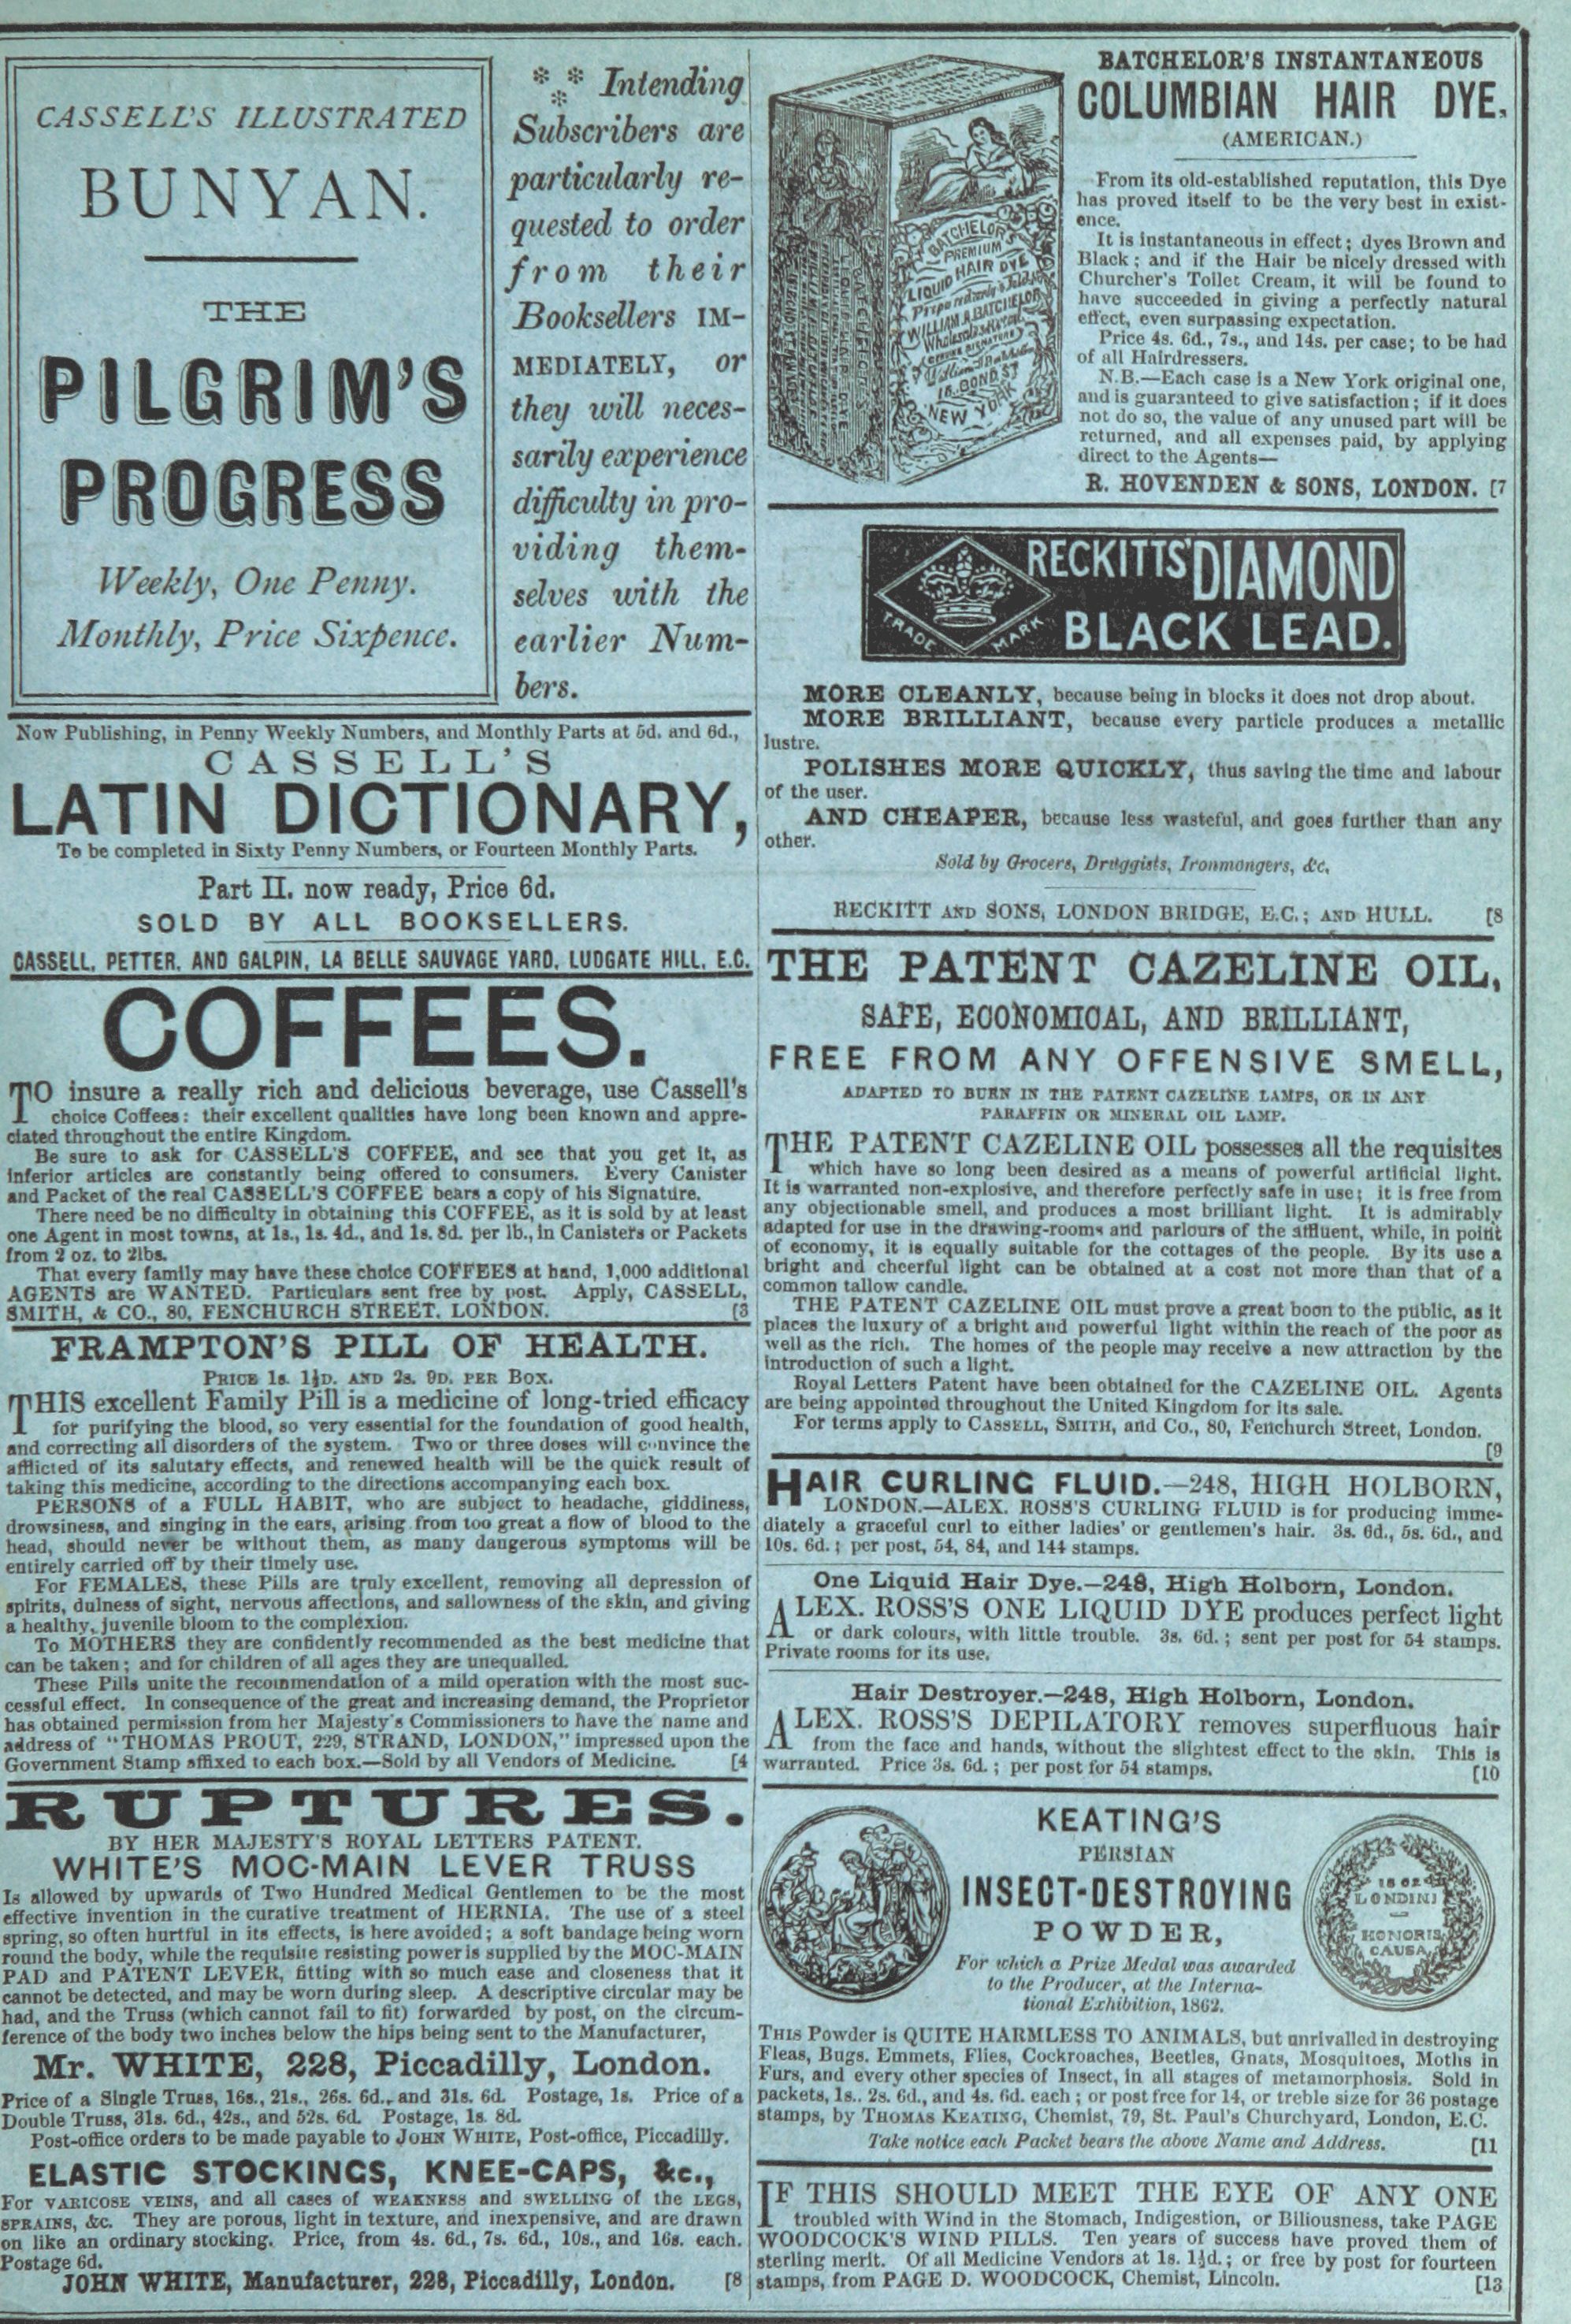 CASSELL'S ILLUSTRATED
BUNYAN.
THE
PILGRIM'S
PROGRESS
Weekly, One Penny.
Monthly, Price Sixpence.
*** Intending
Subscribers are
particularly re-
quested to order
from their
Booksellers IM-
MEDIATELY, or
they will neces-
sarily experience
difficulty in pro-
viding them-
selves with the
earlier Num-
bers.
Now Publishing, in Penny Weekly Numbers, and Monthly Parts at 5d. and 6d.,
CASSELL'S
LATIN DICTIONARY,
To be completed in Sixty Penny Numbers, or Fourteen Monthly Parts.
Part II. now ready, Price 6d.
SOLD BY ALL BOOKSELLERS.
CASSELL, PETTER, AND GALPIN, LA BELLE SAUVAGE YARD, LUDGATE HILL, E.C.
COFFEES.
TO insure a really rich and delicious beverage, use Cassell's
choice Coffees: their excellent qualities have long been known and appre-
ciated throughout the entire Kingdom.
Be sure to ask for CASSELL'S COFFEE, and see that you get it, as
inferior articles are constantly being offered to consumers. Every Canister
and Packet of the real CASSELL'S COFFEE bears a copy of his Signature.
There need be no difficulty in obtaining this COFFEE, as it is sold by at least
one Agent in most towns, at 1s., 1s. 4d., and 1s. 8d. per lb., in Canisters or Packets
from 2 oz. to 2lbs.
That every family may have these choice COFFEES at hand, 1,000 additional
AGENTS are WANTED. Particulars sent free by post. Apply, CASSELL,
SMITH, & CO., 80, FENCHURCH STREET, LONDON. [3
FRAMPTON'S PILL OF HEALTH.
PRICE 1s. 1½D. AND 2s. 9D. PER BOX.
THIS excellent Family Pill is a medicine of long-tried efficacy
for purifying the blood, so very essential for the foundation of good health,
and correcting all disorders of the system. Two or three doses will convince the
afflicted of its salutary effects, and renewed health will be the quick result of
taking this medicine, according to the directions accompanying each box.
PERSONS of a FULL HABIT, who are subject to headache, giddiness,
drowsiness, and singing in the ears, arising from too great a flow of blood to the
head, should never be without them, as many dangerous symptoms will be
entirely carried off by their timely use.
For FEMALES, these Pills are truly excellent, removing all depression of
spirits, dulness of sight, nervous affections, and sallowness of the skin, and giving
a healthy, juvenile bloom to the complexion.
To MOTHERS they are confidently recommended as the best medicine that
can be taken; and for children of all ages they are unequalled.
These Pills unite the recommendation of a mild operation with the most suc-
cessful effect. In consequence of the great and increasing demand, the Proprietor
has obtained permission from her Majesty's Commissioners to have the name and
address of "THOMAS PROUT, 229, STRAND, LONDON," impressed upon the
Government Stamp affixed to each box.—Sold by all Vendors of Medicine. [4
RUPTURES.
BY HER MAJESTY'S ROYAL LETTERS PATENT.
WHITE'S MOC-MAIN LEVER TRUSS
Is allowed by upwards of Two Hundred Medical Gentlemen to be the most
effective invention in the curative treatment of HERNIA. The use of a steel
spring, so often hurtful in its effects, is here avoided; a soft bandage being worn
round the body, while the requisite resisting power is supplied by the MOC-MAIN
PAD and PATENT LEVER, fitting with so much ease and closeness that it
cannot be detected, and may be worn during sleep. A descriptive circular may be
had, and the Truss (which cannot fail to fit) forwarded by post, on the circum-
ference of the body two inches below the hips being sent to the Manufacturer,
Mr. WHITE, 228, Piccadilly, London.
Price of a Single Truss, 16s., 21s., 26s. 6d., and 31s. 6d. Postage, 1s. Price of a
Double Truss, 31s. 6d., 42s., and 52s. 6d. Postage, 1s. 8d.
Post-office orders to be made payable to JOHN WHITE, Post-office, Piccadilly.
ELASTIC STOCKINGS, KNEE-CAPS, &c.,
For VARICOSE VEINS, and all cases of WEAKNESS and SWELLING of the LEGS,
SPRAINS, &c. They are porous, light in texture, and inexpensive, and are drawn
on like an ordinary stocking. Price, from 4s. 6d., 7s. 6d., 10s., and 16s. each.
Postage 6d.
JOHN WHITE, Manufacturer, 228, Piccadilly, London. [8
BATCHELOR'S
PREMIUM
LIQUID HAIR DYE
WILLIAM A. BATCHELOR
16. BOND ST
NEW YORK
BATCHELOR'S INSTANTANEOUS
COLUMBIAN HAIR DYE,
(AMERICAN.)
From its old-established reputation, this Dye
has proved itself to be the very best in exist-
ence.
It is instantaneous in effect; dyes Brown and
Black; and if the Hair be nicely dressed with
Churcher's Toilet Cream, it will be found to
have succeeded in giving a perfectly natural
effect, even surpassing expectation.
Price 4s. 6d., 7s., and 14s. per case; to be had
of all Hairdressers.
N.B.—Each case is a New York original one,
and is guaranteed to give satisfaction; if it does
not do so, the value of any unused part will be
returned, and all expenses paid, by applying
direct to the Agents—
R. HOVENDEN & SONS, LONDON. [7
TRADE MARK
RECKITTS' DIAMOND
BLACK LEAD.
MORE CLEANLY, because being in blocks it does not drop about.
MORE BRILLIANT, because every particle produces a metallic
lustre.
POLISHES MORE QUICKLY, thus saving the time and labour
of the user.
AND CHEAPER, because less wasteful, and goes further than any
other.
Sold by Grocers, Druggists, Ironmongers, &c.
RECKITT AND SONS, LONDON BRIDGE, E.C.; AND HULL. [8
THE PATENT CAZELINE OIL,
SAFE, ECONOMICAL, AND BRILLIANT,
FREE FROM ANY OFFENSIVE SMELL,
ADAPTED TO BURN IN THE PATENT CAZELINE LAMPS, OR IN ANY
PARAFFIN OR MINERAL OIL LAMP.
THE PATENT CAZELINE OIL possesses all the requisites
which have so long been desired as a means of powerful artificial light.
It is warranted non-explosive, and therefore perfectly safe in use; it is free from
any objectionable smell, and produces a most brilliant light. It is admirably
adapted for use in the drawing-rooms and parlours of the affluent, while, in point
of economy, it is equally suitable for the cottages of the people. By its use a
bright and cheerful light can be obtained at a cost not more than that of a
common tallow candle.
THE PATENT CAZELINE OIL must prove a great boon to the public, as it
places the luxury of a bright and powerful light within the reach of the poor as
well as the rich. The homes of the people may receive a new attraction by the
introduction of such a light.
Royal Letters Patent have been obtained for the CAZELINE OIL. Agents
are being appointed throughout the United Kingdom for its sale.
For terms apply to CASSELL, SMITH, and Co., 80, Fenchurch Street, London.
[9
HAIR CURLING FLUID.—248, HIGH HOLBORN,
LONDON.—ALEX. ROSS'S CURLING FLUID is for producing imme-
diately a graceful curl to either ladies' or gentlemen's hair. 3s. 6d., 5s. 6d., and
10s. 6d.; per post, 54, 84, and 144 stamps.
One Liquid Hair Dye.—248, High Holborn, London.
ALEX. ROSS'S ONE LIQUID DYE produces perfect light
or dark colours, with little trouble. 3s. 6d.; sent per post for 54 stamps.
Private rooms for its use.
Hair Destroyer.—248, High Holborn, London.
ALEX. ROSS'S DEPILATORY removes superfluous hair
from the face and hands, without the slightest effect to the skin. This is
warranted. Price 3s. 6d.; per post for 54 stamps. [10
KEATING'S
PERSIAN
INSECT-DESTROYING
POWDER,
For which a Prize Medal was awarded
to the Producer, at the Interna-
tional Exhibition, 1862.
1862
LONDINI
HONORIS
CAUSA
THIS Powder is QUITE HARMLESS TO ANIMALS, but unrivalled in destroying
Fleas, Bugs, Emmets, Flies, Cockroaches, Beetles, Gnats, Mosquitoes, Moths in
Furs, and every other species of Insect, in all stages of metamorphosis. Sold in
packets, 1s., 2s. 6d., and 4s. 6d. each; or post free for 14, or treble size for 36 postage
stamps, by THOMAS KEATING, Chemist, 79, St. Paul's Churchyard, London, E.C.
Take notice each Packet bears the above Name and Address. [11
IF THIS SHOULD MEET THE EYE OF ANY ONE
troubled with Wind in the Stomach, Indigestion, or Biliousness, take PAGE
WOODCOCK'S WIND PILLS. Ten years of success have proved them of
sterling merit. Of all Medicine Vendors at 1s. 1½d.; or free by post for fourteen
stamps, from PAGE D. WOODCOCK, Chemist, Lincoln. [13